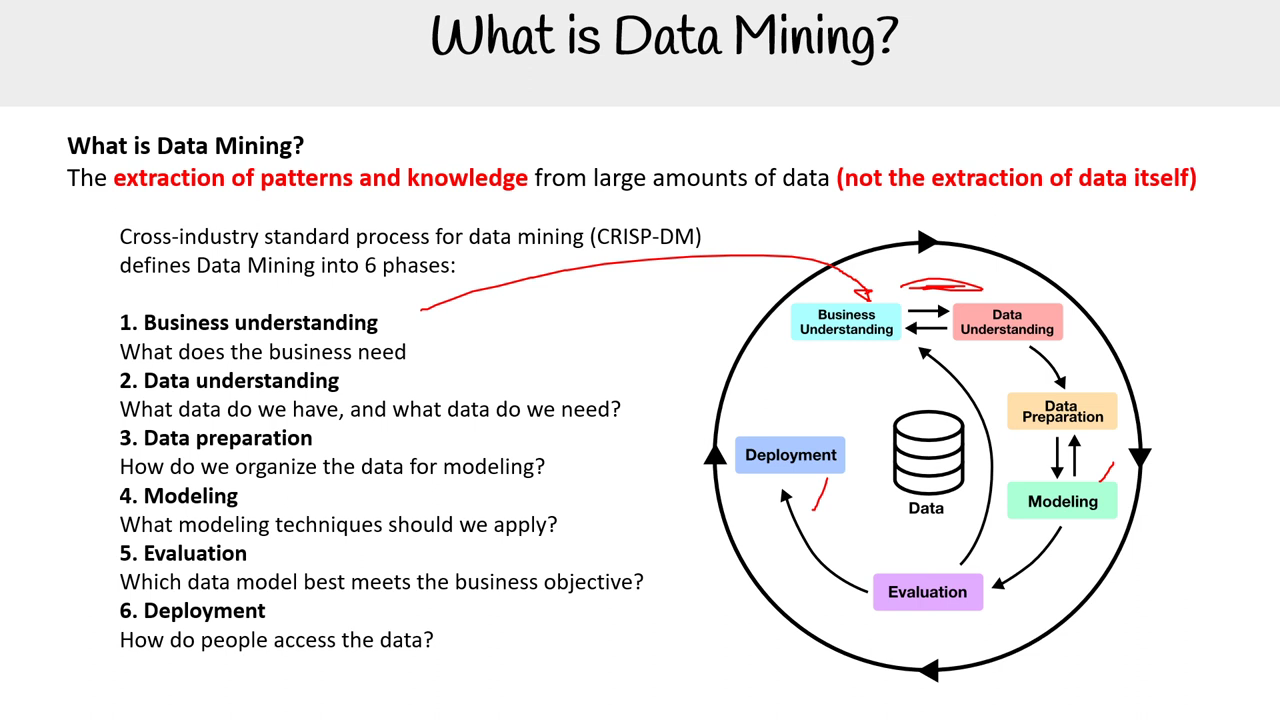 What is Data Mining?
What is Data Mining?
The extraction of patterns and knowledge from large amounts of data (not the extraction of data itself)
Cross-industry standard process for data mining (CRISP-DM)
defines Data Mining into 6 phases:
1. Business understanding
What does the business need
2. Data understanding
What data do we have, and what data do we need?
3. Data preparation
How do we organize the data for modeling?
4. Modeling
What modeling techniques should we apply?
5. Evaluation
Which data model best meets the business objective?
6. Deployment
How do people access the data?
Business
Understanding
Data
Understanding
Data
Preparation
Modeling
Evaluation
Deployment
Data